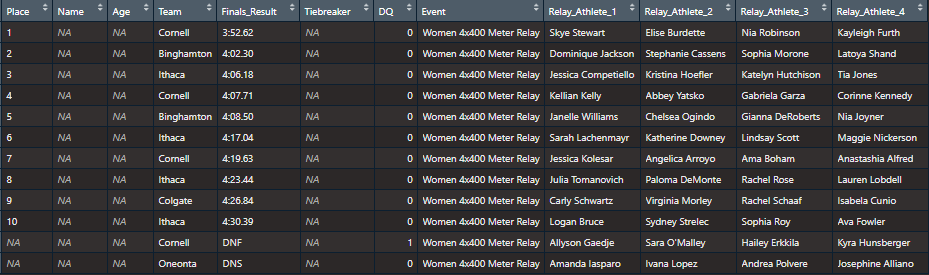 Place Name Age Team Finals_Result Tiebreaker DQ Event Relay_Athlete_1 Relay_Athlete_2 Relay_Athlete_3 Relay_Athlete_4
1 NA NA Cornell 3:52.62 NA 0 Women 4x400 Meter Relay Skye Stewart Elise Burdette Nia Robinson Kayleigh Furth
2 NA NA Binghamton 4:02.30 NA 0 Women 4x400 Meter Relay Dominique Jackson Stephanie Cassens Sophia Morone Latoya Shand
3 NA NA Ithaca 4:06.18 NA 0 Women 4x400 Meter Relay Jessica Competiello Kristina Hoefler Katelyn Hutchison Tia Jones
4 NA NA Cornell 4:07.71 NA 0 Women 4x400 Meter Relay Kellian Kelly Abbey Yatsko Gabriela Garza Corinne Kennedy
5 NA NA Binghamton 4:08.50 NA 0 Women 4x400 Meter Relay Janelle Williams Chelsea Ogindo Gianna DeRoberts Nia Joyner
6 NA NA Ithaca 4:17.04 NA 0 Women 4x400 Meter Relay Sarah Lachenmayr Katherine Downey Lindsay Scott Maggie Nickerson
7 NA NA Cornell 4:19.63 NA 0 Women 4x400 Meter Relay Jessica Kolesar Angelica Arroyo Ama Boham Anastashia Alfred
8 NA NA Ithaca 4:23.44 NA 0 Women 4x400 Meter Relay Julia Tomanovich Paloma DeMonte Rachel Rose Lauren Lobdell
9 NA NA Colgate 4:26.84 NA 0 Women 4x400 Meter Relay Carly Schwartz Virginia Morley Rachel Schaaf Isabela Cunio
10 NA NA Ithaca 4:30.39 NA 0 Women 4x400 Meter Relay Logan Bruce Sydney Strelec Sophia Roy Ava Fowler
NA NA NA Cornell DNF NA 1 Women 4x400 Meter Relay Allyson Gaedje Sara O'Malley Hailey Erkkila Kyra Hunsberger
NA NA NA Oneonta DNS NA 0 Women 4x400 Meter Relay Amanda Iasparo Ivana Lopez Andrea Polvere Josephine Alliano